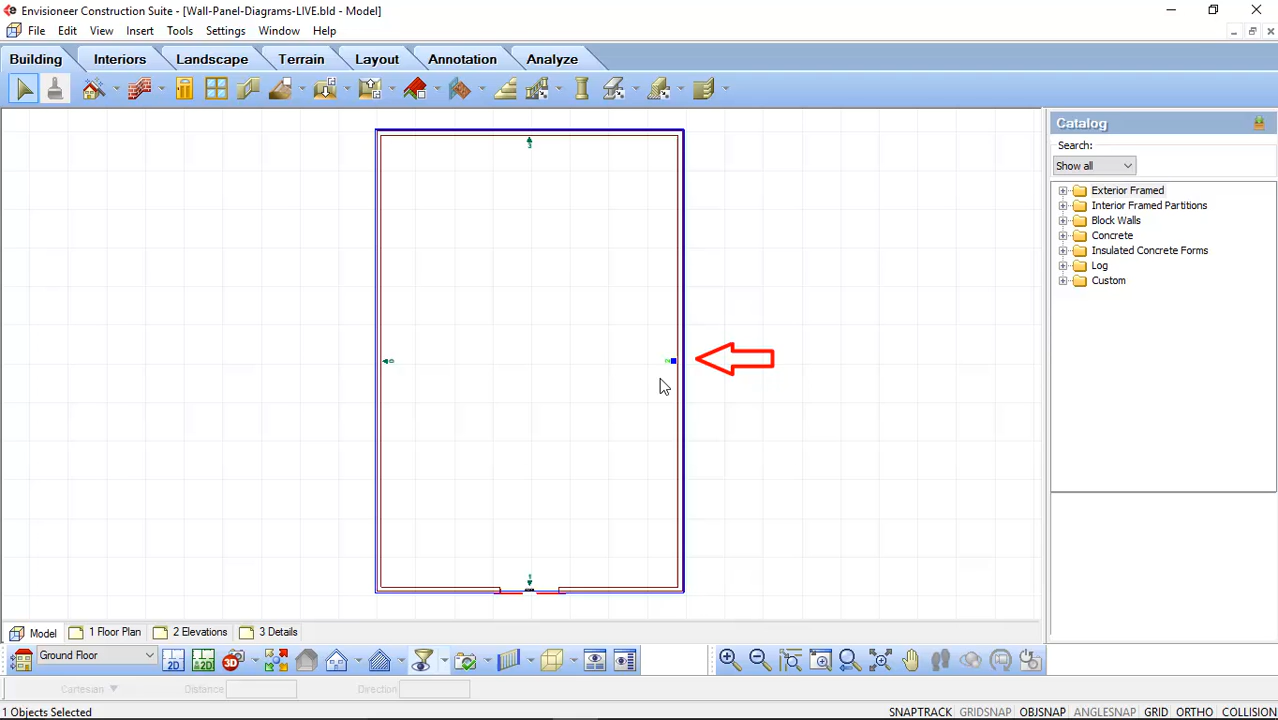 Envisioneer Construction Suite - [Wall-Panel-Diagrams-LIVE.bld - Model]
File Edit View Insert Tools Settings Window Help
Building Interiors Landscape Terrain Layout Annotation Analyze
Catalog
Search:
Show all
Exterior Framed
Interior Framed Partitions
Block Walls
Concrete
Insulated Concrete Forms
Log
Custom
Model 1 Floor Plan 2 Elevations 3 Details
Ground Floor 2D 2D 3D
Cartesian Distance Direction
1 Objects Selected SNAPTRACK GRIDSNAP OBJSNAP ANGLESNAP GRID ORTHO COLLISION